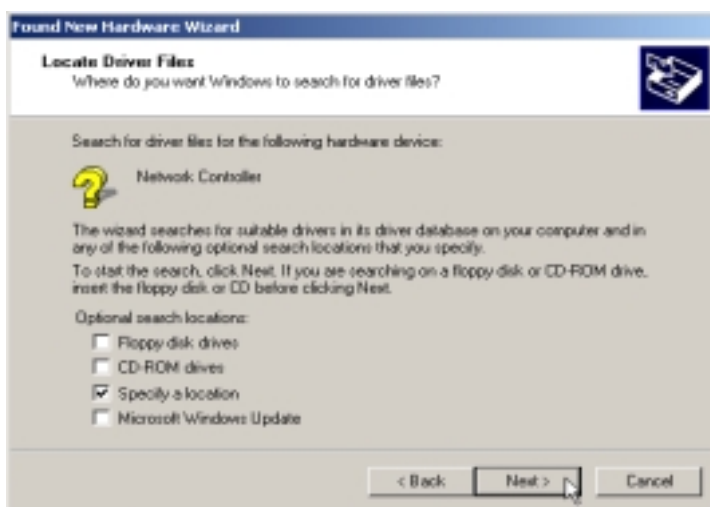 Found New Hardware Wizard
Locate Driver Files
Where do you want Windows to search for driver files?
Search for driver files for the following hardware device:
Network Controller
The wizard searches for suitable drivers in its driver database on your computer and in
any of the following optional search locations that you specify.
To start the search, click Next. If you are searching on a floppy disk or CD-ROM drive,
insert the floppy disk or CD before clicking Next.
Optional search locations:
Floppy disk drives
CD-ROM drives
Specify a location
Microsoft Windows Update
< Back
Next >
Cancel